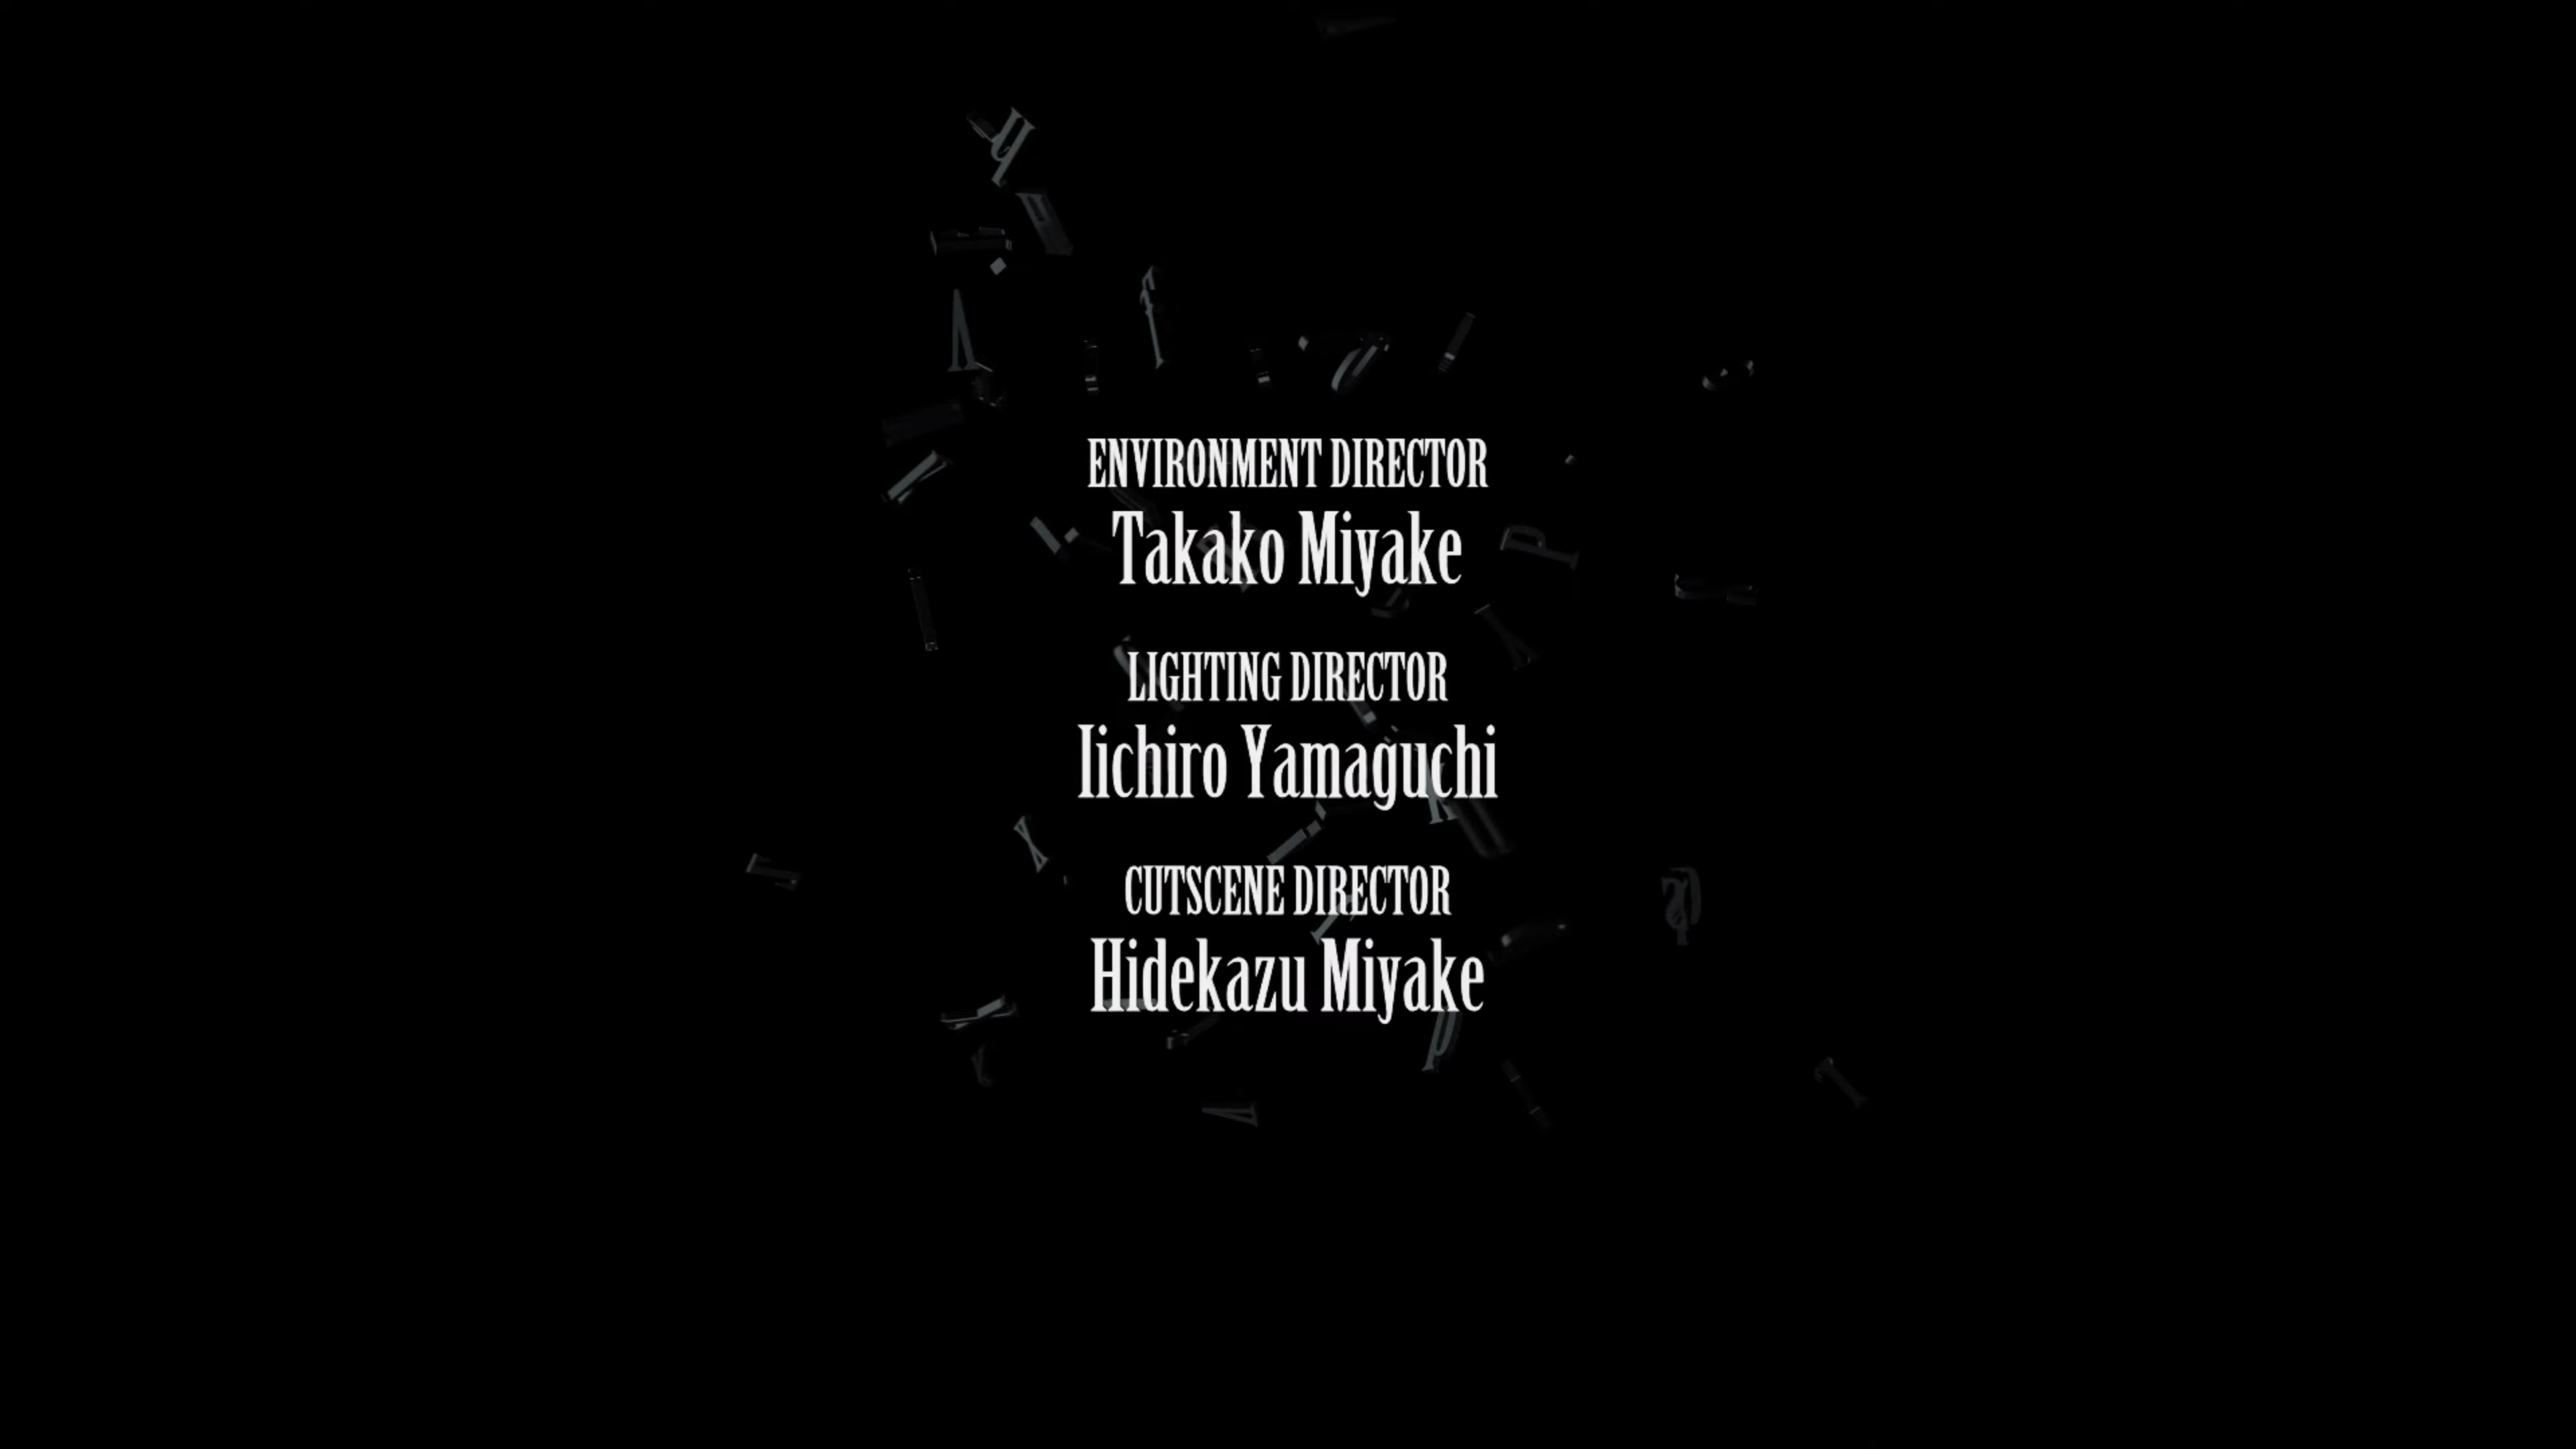 ENVIRONMENT DIRECTOR
Takako Miyake
LIGHTING DIRECTOR
Iichiro Yamaguchi
CUTSCENE DIRECTOR
Hidekazu Miyake